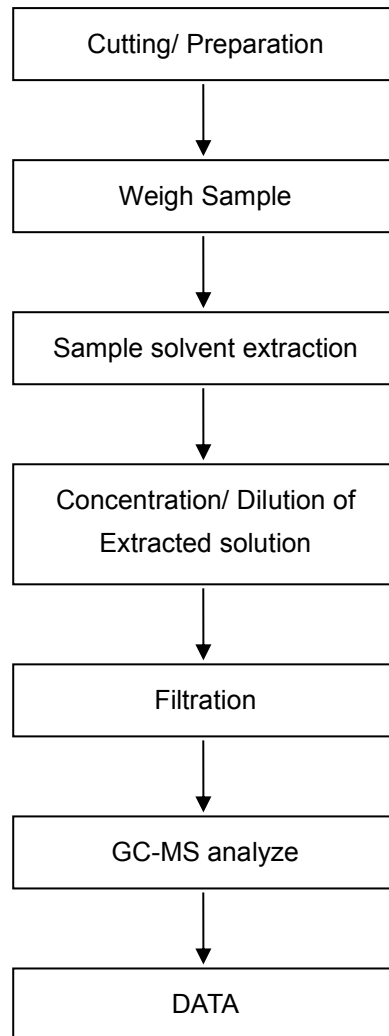 Cutting/ Preparation
Weigh Sample
Sample solvent extraction
Concentration/ Dilution of
Extracted solution
Filtration
GC-MS analyze
DATA